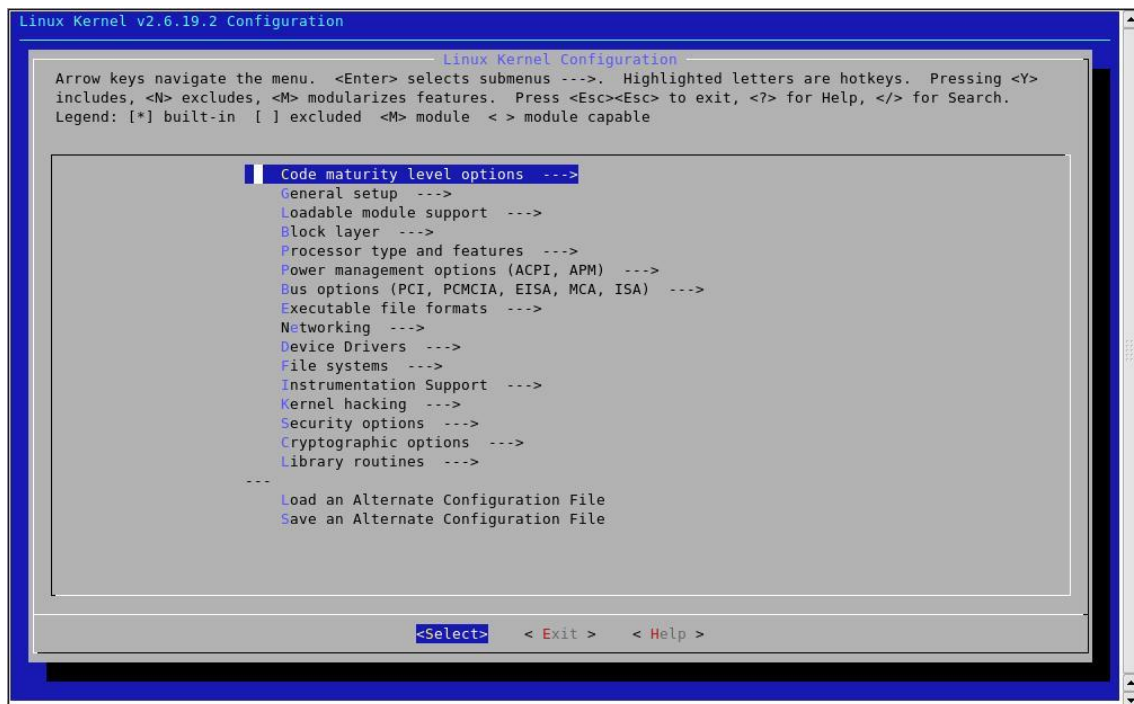 Linux Kernel v2.6.19.2 Configuration
Linux Kernel Configuration
Arrow keys navigate the menu.  <Enter> selects submenus --->.  Highlighted letters are hotkeys.  Pressing <Y>
includes, <N> excludes, <M> modularizes features.  Press <Esc><Esc> to exit, <?> for Help, </> for Search.
Legend: [*] built-in  [ ] excluded  <M> module  < > module capable
Code maturity level options  --->
General setup  --->
Loadable module support  --->
Block layer  --->
Processor type and features  --->
Power management options (ACPI, APM)  --->
Bus options (PCI, PCMCIA, EISA, MCA, ISA)  --->
Executable file formats  --->
Networking  --->
Device Drivers  --->
File systems  --->
Instrumentation Support  --->
Kernel hacking  --->
Security options  --->
Cryptographic options  --->
Library routines  --->
---
Load an Alternate Configuration File
Save an Alternate Configuration File
<Select>    < Exit >    < Help >